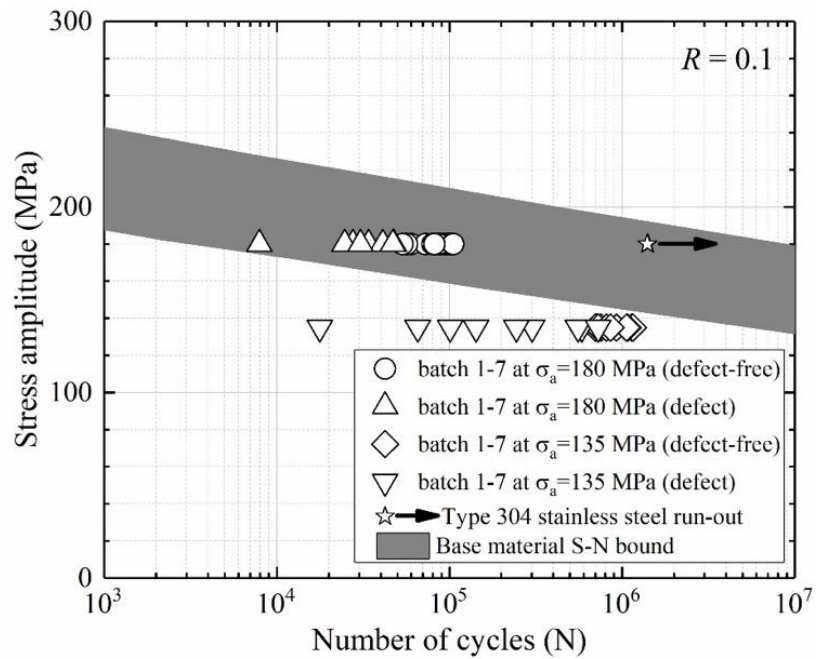 300
R = 0.1
200
100
0
Stress amplitude (MPa)
batch 1-7 at σₐ=180 MPa (defect-free)
batch 1-7 at σₐ=180 MPa (defect)
batch 1-7 at σₐ=135 MPa (defect-free)
batch 1-7 at σₐ=135 MPa (defect)
Type 304 stainless steel run-out
Base material S-N bound
10³ 10⁴ 10⁵ 10⁶ 10⁷
Number of cycles (N)